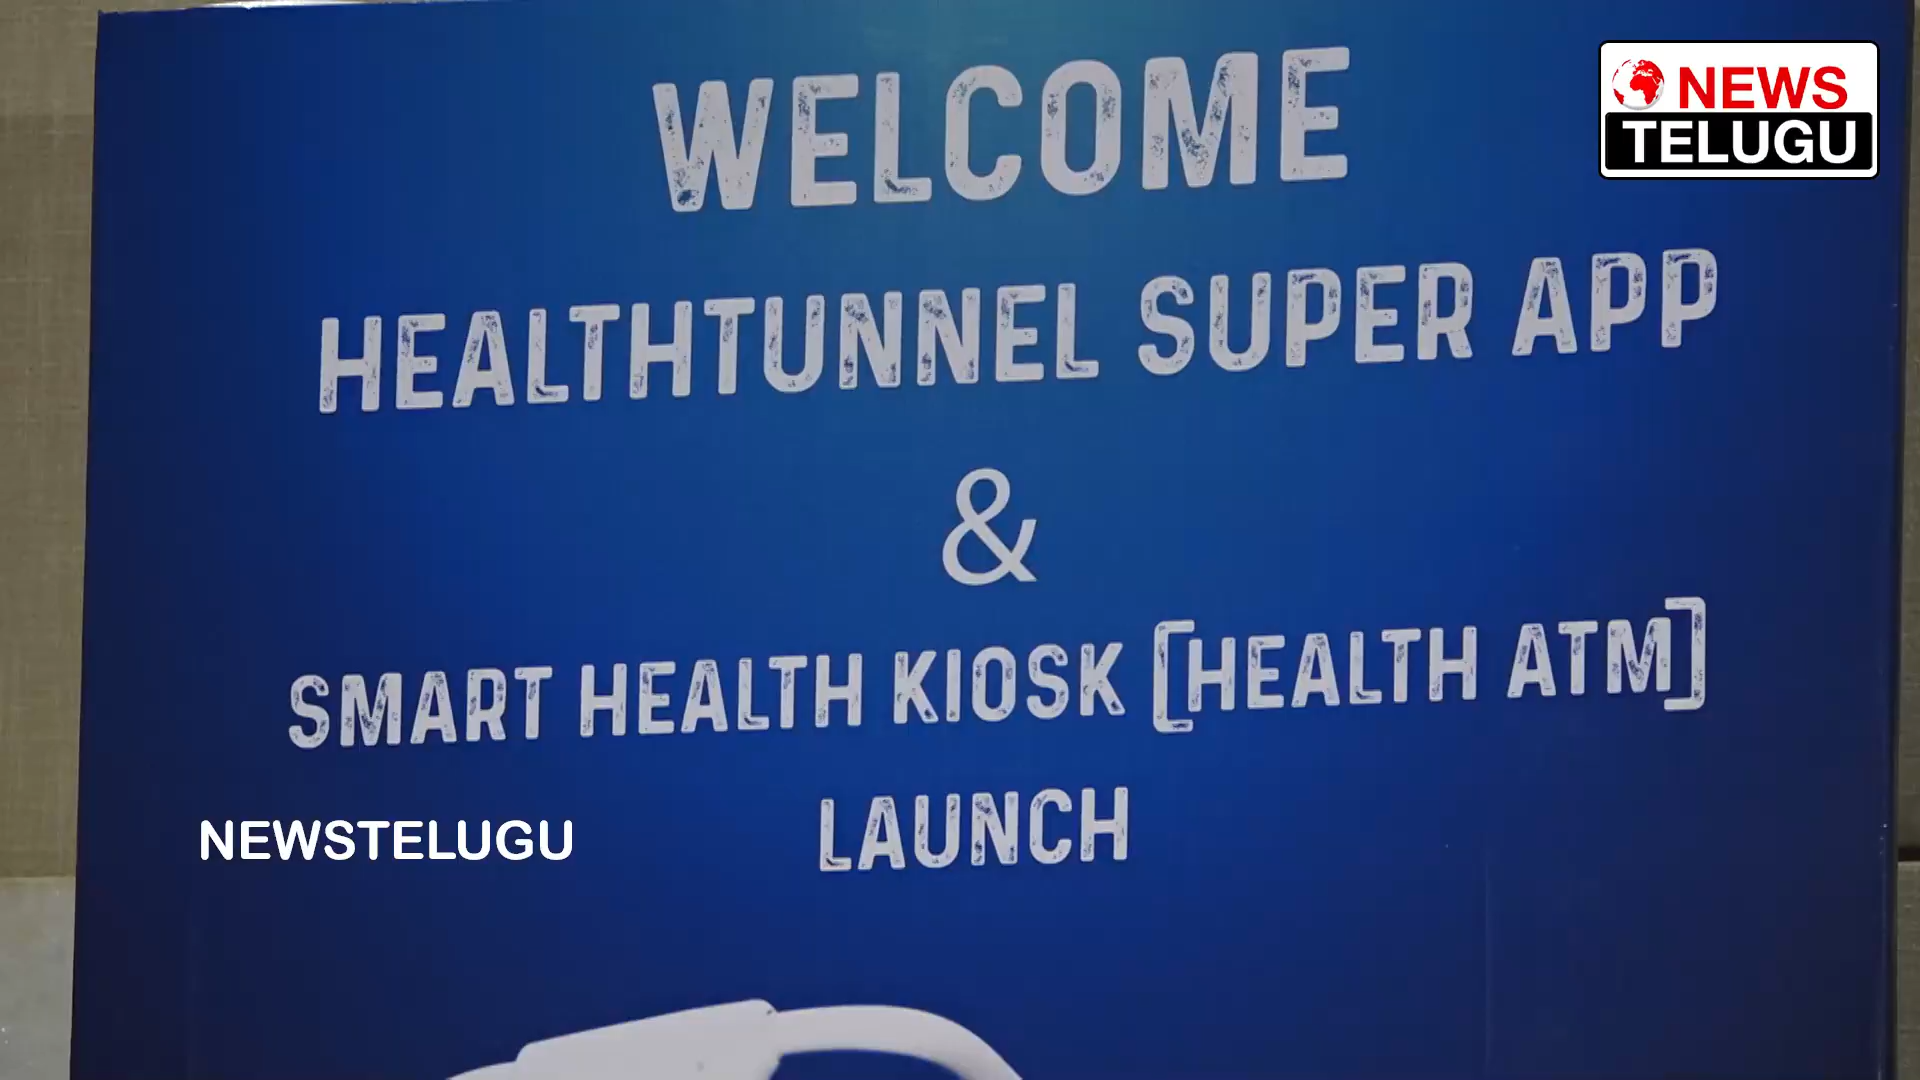 WELCOME
HEALTHTUNNEL SUPER APP
&
SMART HEALTH KIOSK [HEALTH ATM]
LAUNCH
NEWS
TELUGU
NEWSTELUGU